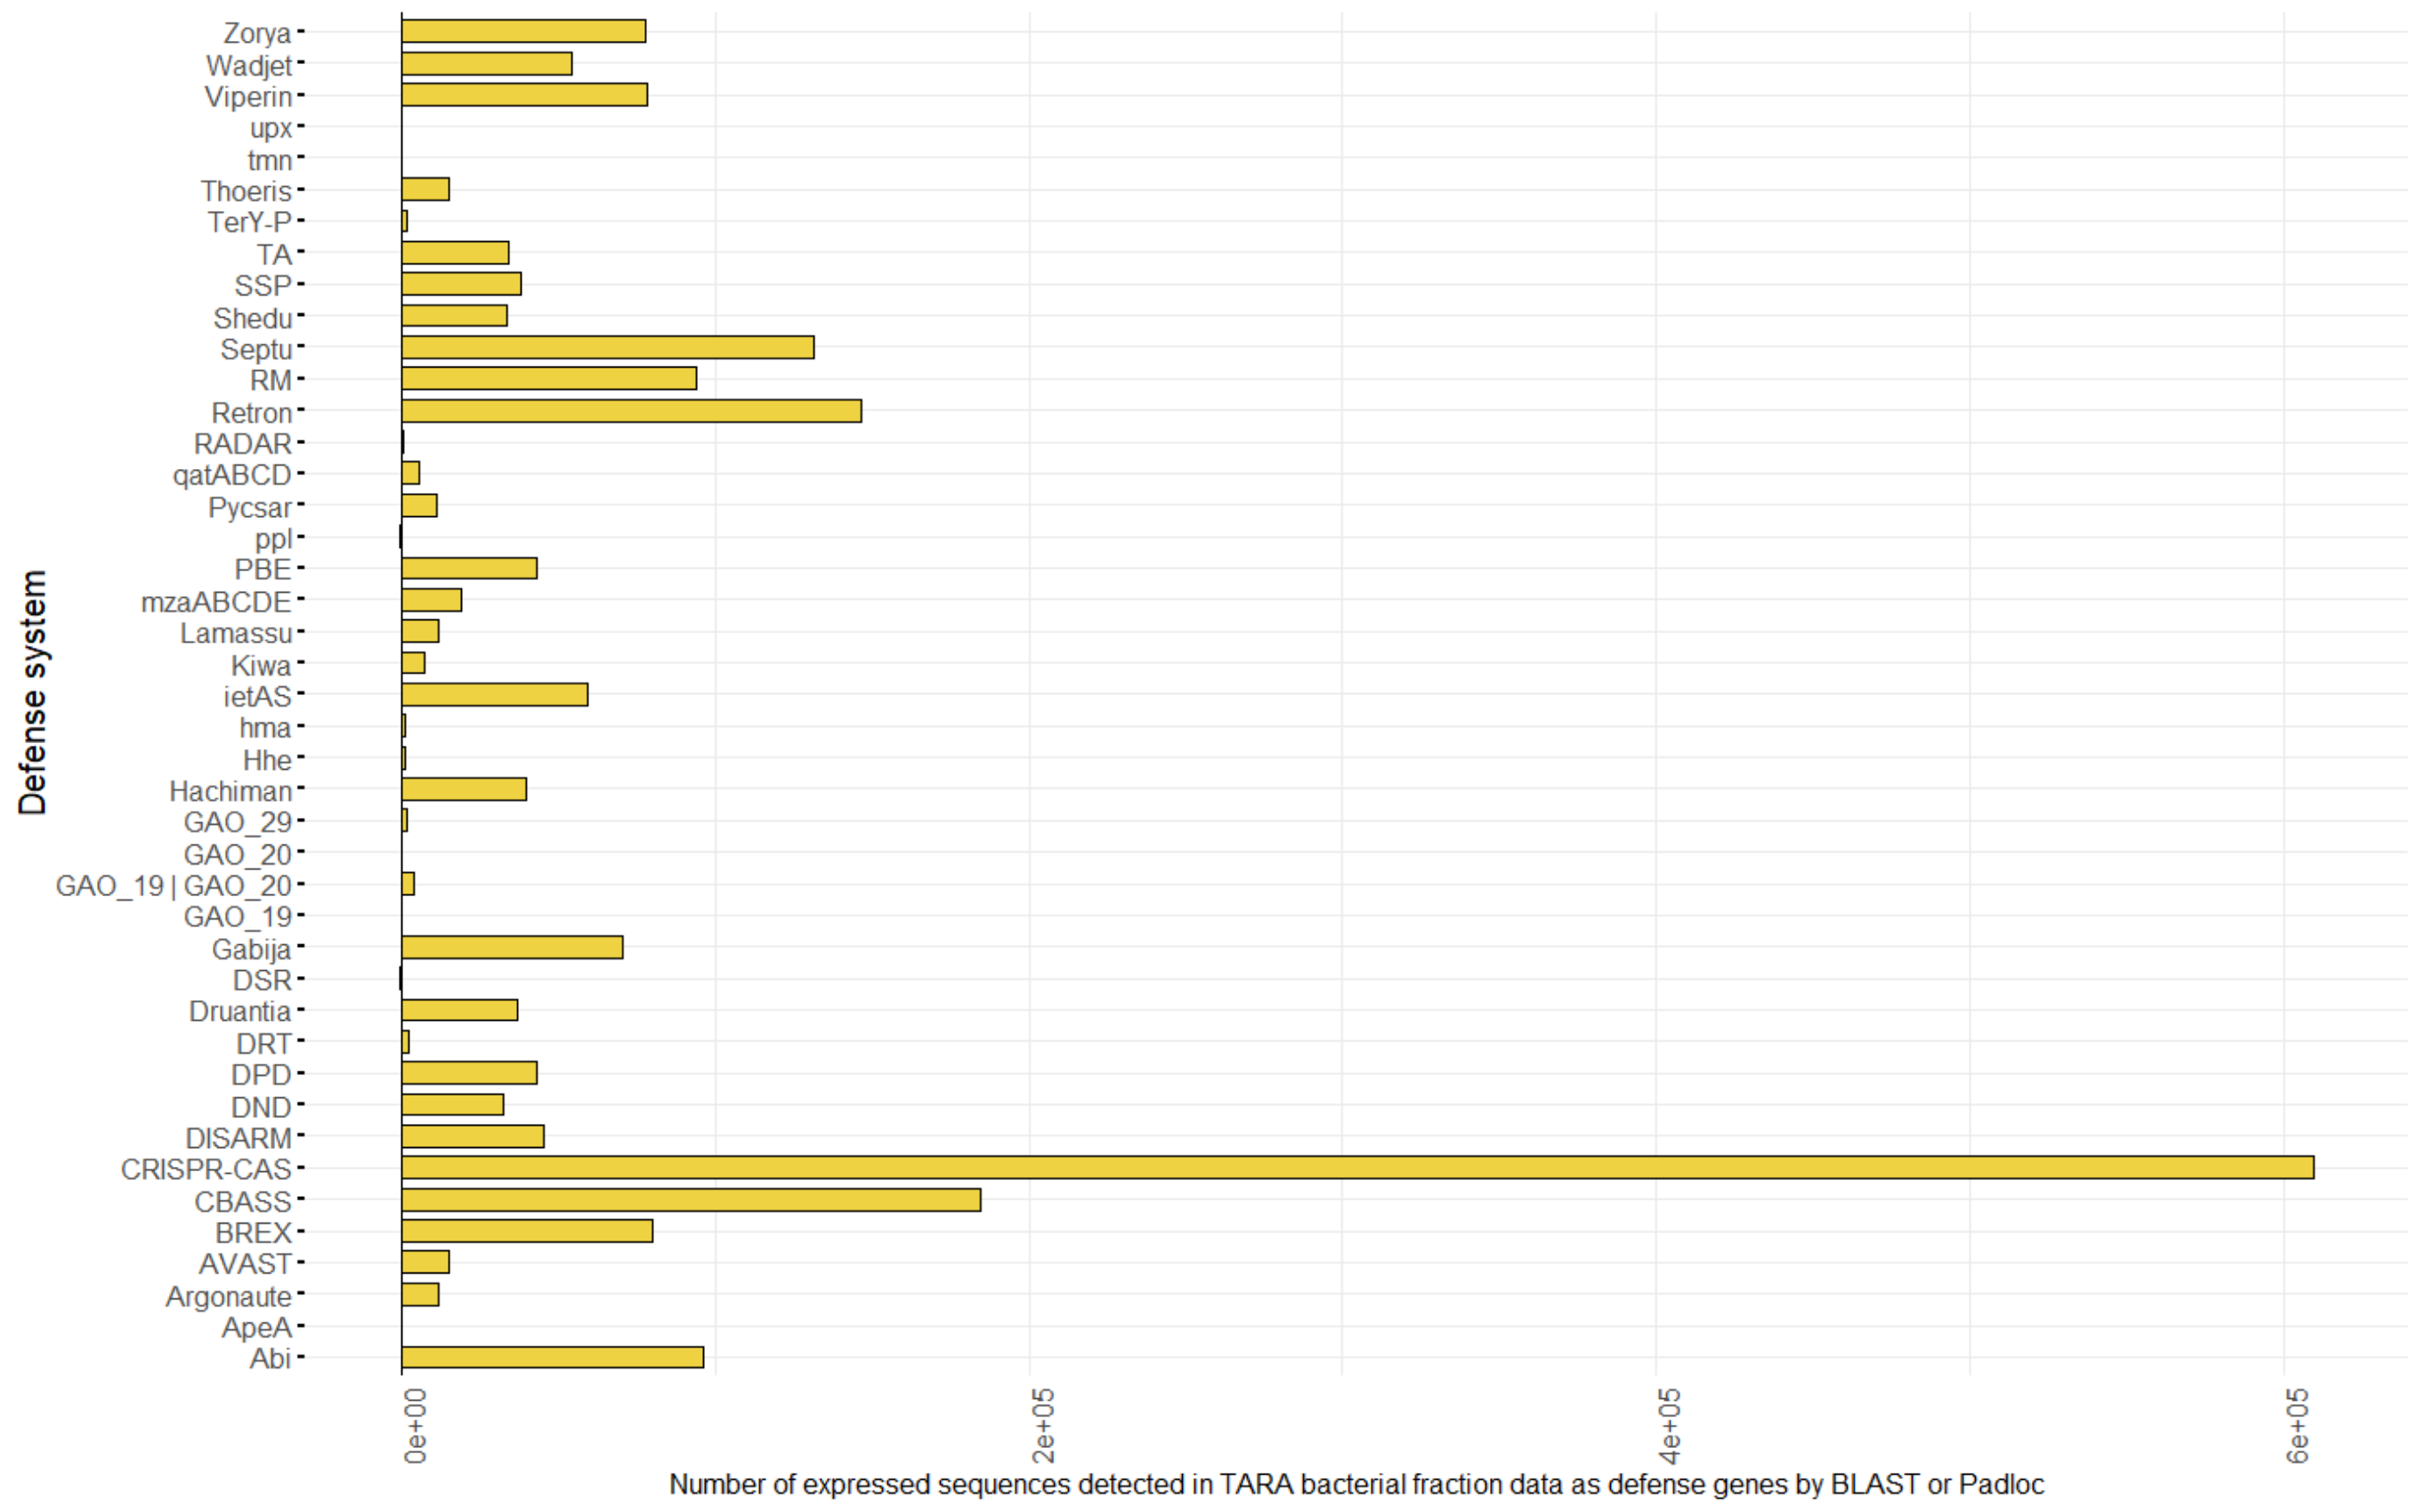 Zorya
Wadjet
Viperin
upx
tmn
Thoeris
TerY-P
TA
SSP
Shedu
Septu
RM
Retron
RADAR
qatABCD
Pycsar
ppl
PBE
mzaABCDE
Lamassu
Kiwa
ietAS
hma
Hhe
Hachiman
GAO_29
GAO_20
GAO_19 | GAO_20
GAO_19
Gabija
DSR
Druantia
DRT
DPD
DND
DISARM
CRISPR-CAS
CBASS
BREX
AVAST
Argonaute
ApeA
Abi
Defense system
0e+00
2e+05
4e+05
6e+05
Number of expressed sequences detected in TARA bacterial fraction data as defense genes by BLAST or Padloc